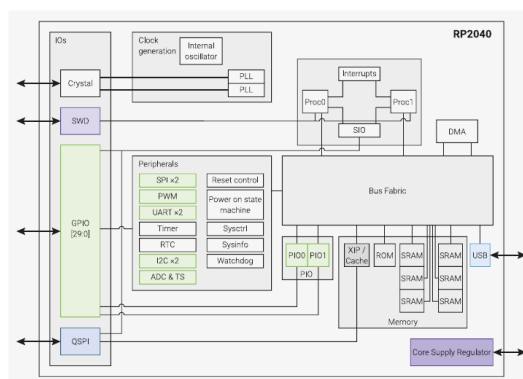 RP2040
IOs
Clock
generation
Internal
oscillator
Crystal
PLL
PLL
Interrupts
Proc0
Proc1
SIO
DMA
SWD
Peripherals
SPI ×2
PWM
UART ×2
Timer
RTC
I2C ×2
ADC & TS
Reset control
Power on state
machine
Sysctrl
Sysinfo
Watchdog
GPIO
[29:0]
Bus Fabric
PIO0
PIO1
PIO
XIP /
Cache
ROM
SRAM
SRAM
SRAM
SRAM
SRAM
SRAM
Memory
USB
QSPI
Core Supply Regulator